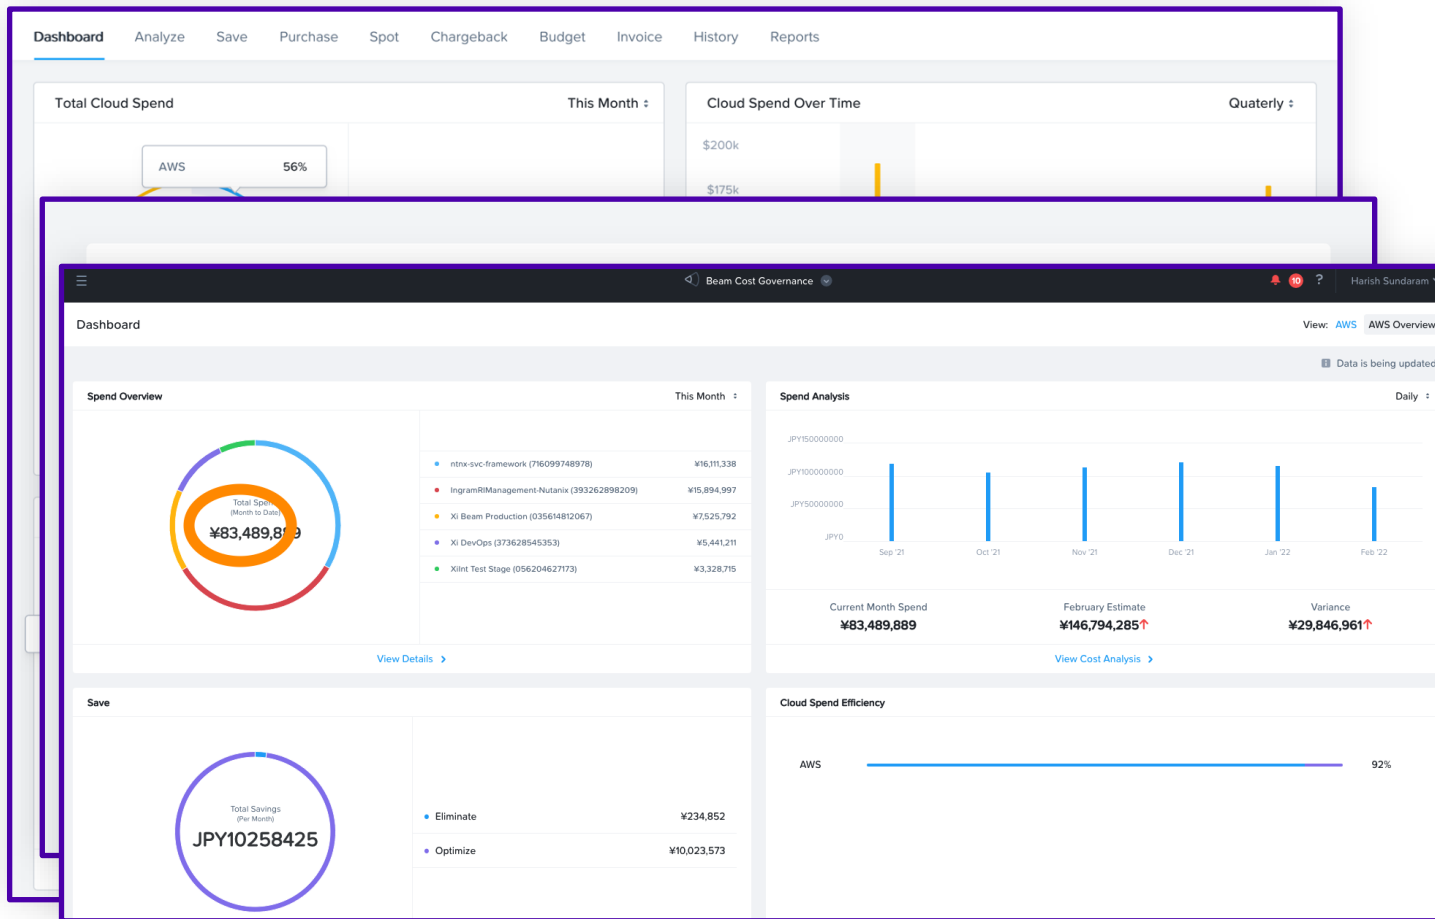 Dashboard Analyze Save Purchase Spot Chargeback Budget Invoice History Reports
Total Cloud Spend This Month
AWS 56%
Cloud Spend Over Time Quaterly
$200k
$175k
Beam Cost Governance 10 ? Harish Sundaram
Dashboard View: AWS AWS Overview
Data is being updated
Spend Overview This Month
Total Spen
(Month to Date)
¥83,489,889
ntnx-svc-framework (716099748978) ¥16,111,338
IngramRIManagement-Nutanix (393262898209) ¥15,894,997
Xi Beam Production (035614812067) ¥7,525,792
Xi DevOps (373628545353) ¥5,441,211
XiInt Test Stage (056204627173) ¥3,328,715
View Details
Spend Analysis Daily
JPY150000000
JPY100000000
JPY50000000
JPY0
Sep '21 Oct '21 Nov '21 Dec '21 Jan '22 Feb '22
Current Month Spend February Estimate Variance
¥83,489,889 ¥146,794,285↑ ¥29,846,961↑
View Cost Analysis
Save
Total Savings
(Per Month)
JPY10258425
Eliminate ¥234,852
Optimize ¥10,023,573
Cloud Spend Efficiency
AWS 92%